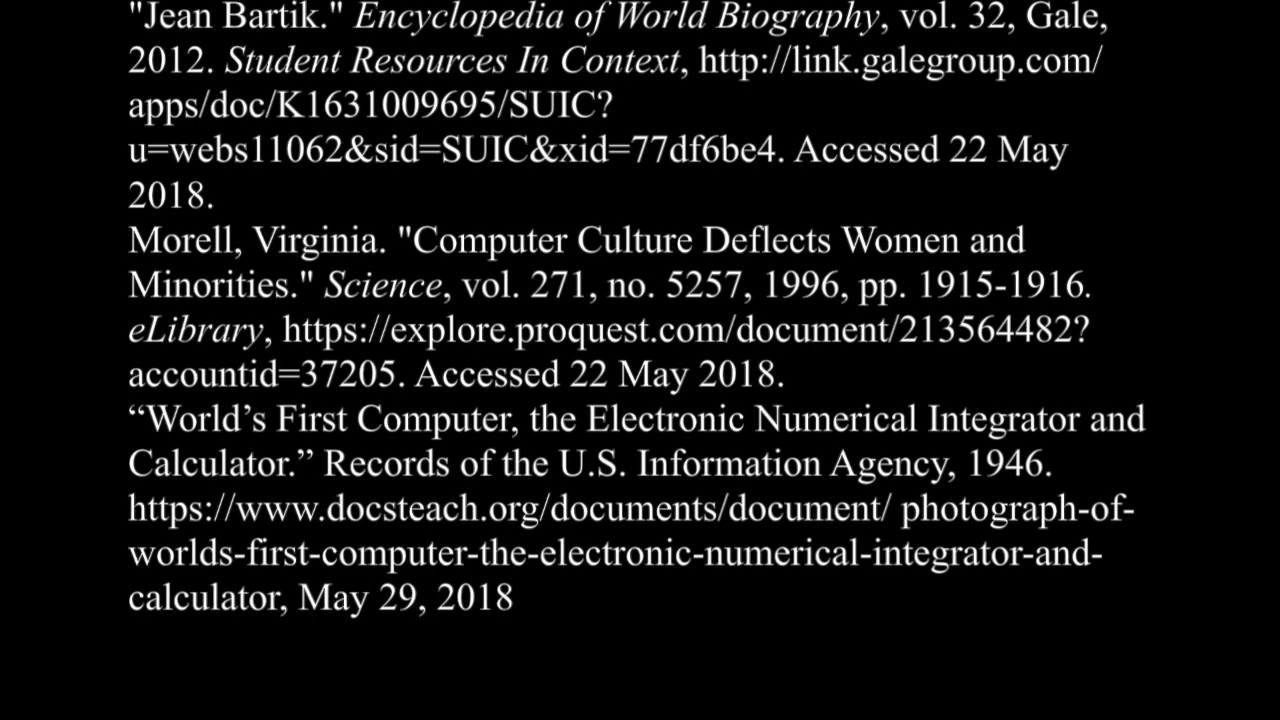 "Jean Bartik." Encyclopedia of World Biography, vol. 32, Gale,
2012. Student Resources In Context, http://link.galegroup.com/
apps/doc/K1631009695/SUIC?
u=webs11062&sid=SUIC&xid=77df6be4. Accessed 22 May
2018.
Morell, Virginia. "Computer Culture Deflects Women and
Minorities." Science, vol. 271, no. 5257, 1996, pp. 1915-1916.
eLibrary, https://explore.proquest.com/document/213564482?
accountid=37205. Accessed 22 May 2018.
“World’s First Computer, the Electronic Numerical Integrator and
Calculator.” Records of the U.S. Information Agency, 1946.
https://www.docsteach.org/documents/document/ photograph-of-
worlds-first-computer-the-electronic-numerical-integrator-and-
calculator, May 29, 2018